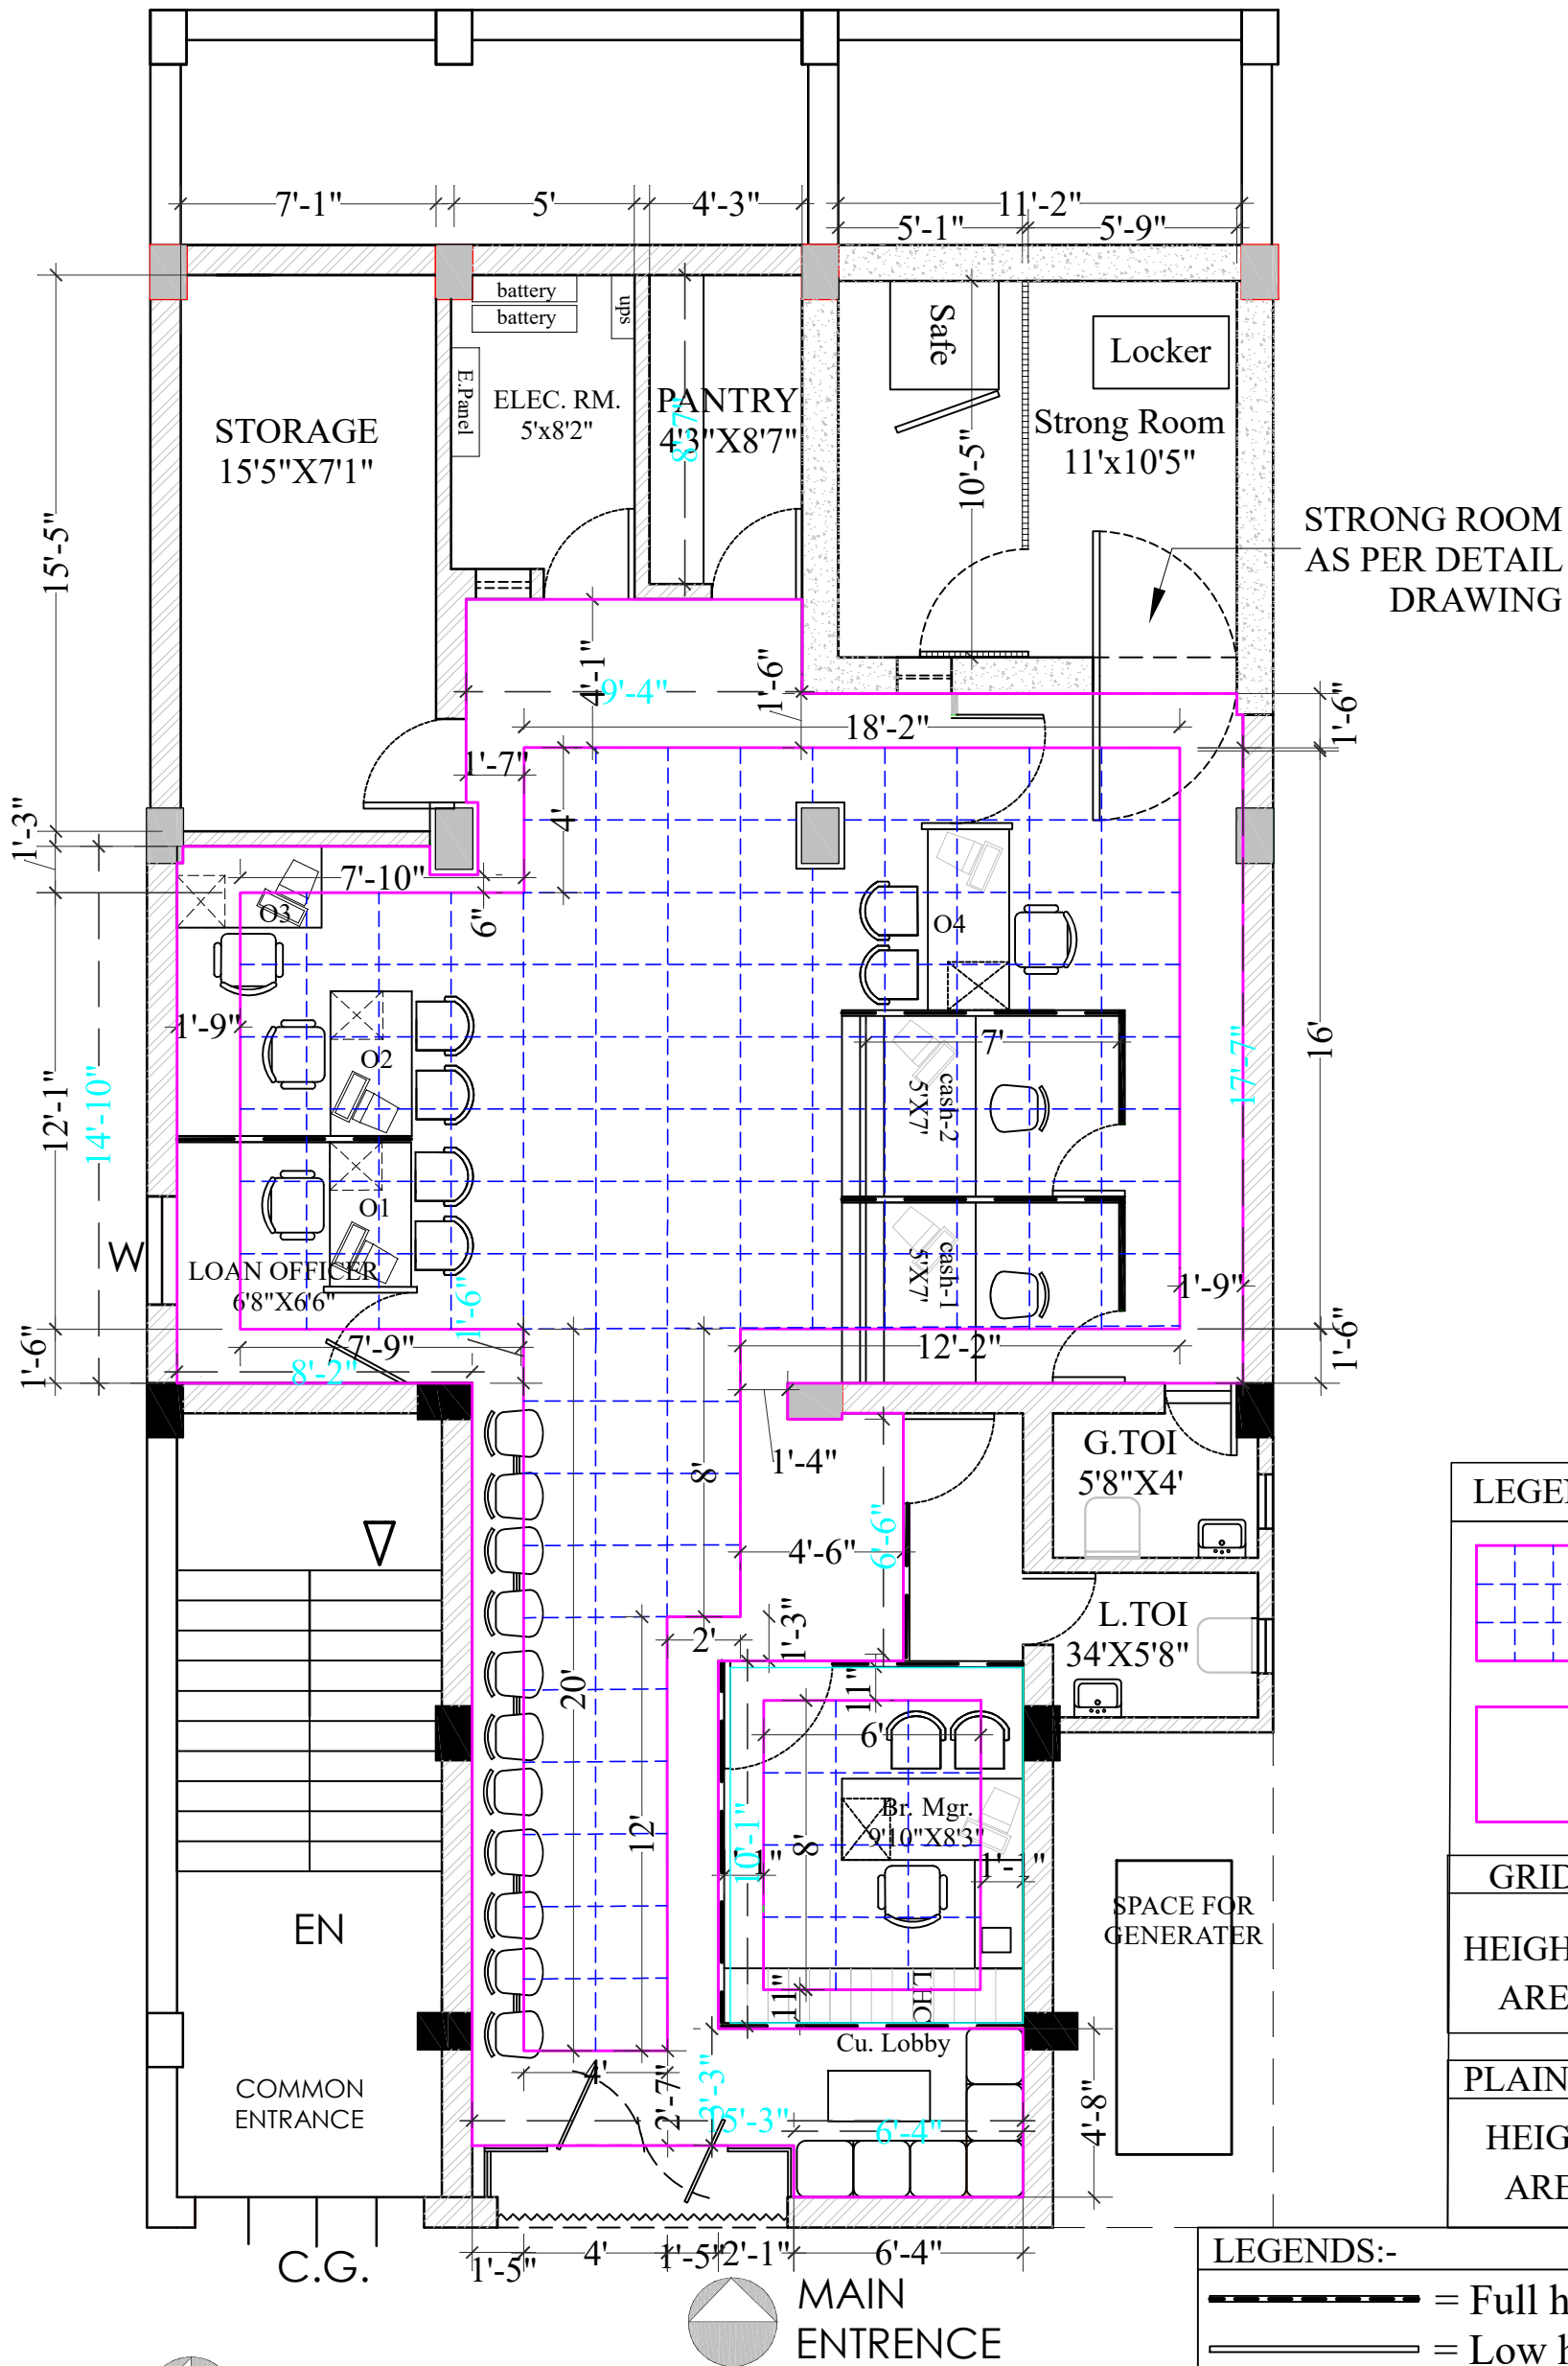 7'-1"
5'
4'-3"
11'-2"
5'-1"
5'-9"
battery
battery
ups
E.Panel
Safe
Locker
STORAGE
15'5"X7'1"
ELEC. RM.
5'x8'2"
PANTRY
4'3"X8'7"
8'-7"
Strong Room
11'x10'5"
10'-5"
15'-5"
STRONG ROOM
AS PER DETAIL
DRAWING
4'-1"
9'-4"
1'-6"
1'-6"
18'-2"
1'-7"
4'
1'-3"
7'-10"
6"
O3
O4
1'-9"
O2
7'
cash-2
5'X7'
16'
17'-7"
12'-1"
14'-10"
O1
cash-1
5'X7'
W
LOAN OFFICER
6'8"X6'6"
1'-6"
1'-9"
1'-6"
7'-9"
8'-2"
12'-2"
1'-6"
G.TOI
5'8"X4'
1'-4"
8'
4'-6"
6'-6"
L.TOI
34'X5'8"
1'-3"
2'
20'
11"
6'
12'
Br. Mgr.
9'10"X8'3"
10'-1"
8'
1'-1"
SPACE FOR
GENERATER
EN
11"
LHC
Cu. Lobby
COMMON
ENTRANCE
4'
2'-7"
15'-3"
6'-4"
4'-8"
C.G.
1'-5"
4'
1'-5"
2'-1"
6'-4"
MAIN
ENTRENCE
LEGE
GRID
HEIGH
ARE
PLAIN
HEIG
ARE
LEGENDS:-
= Full h
= Low h